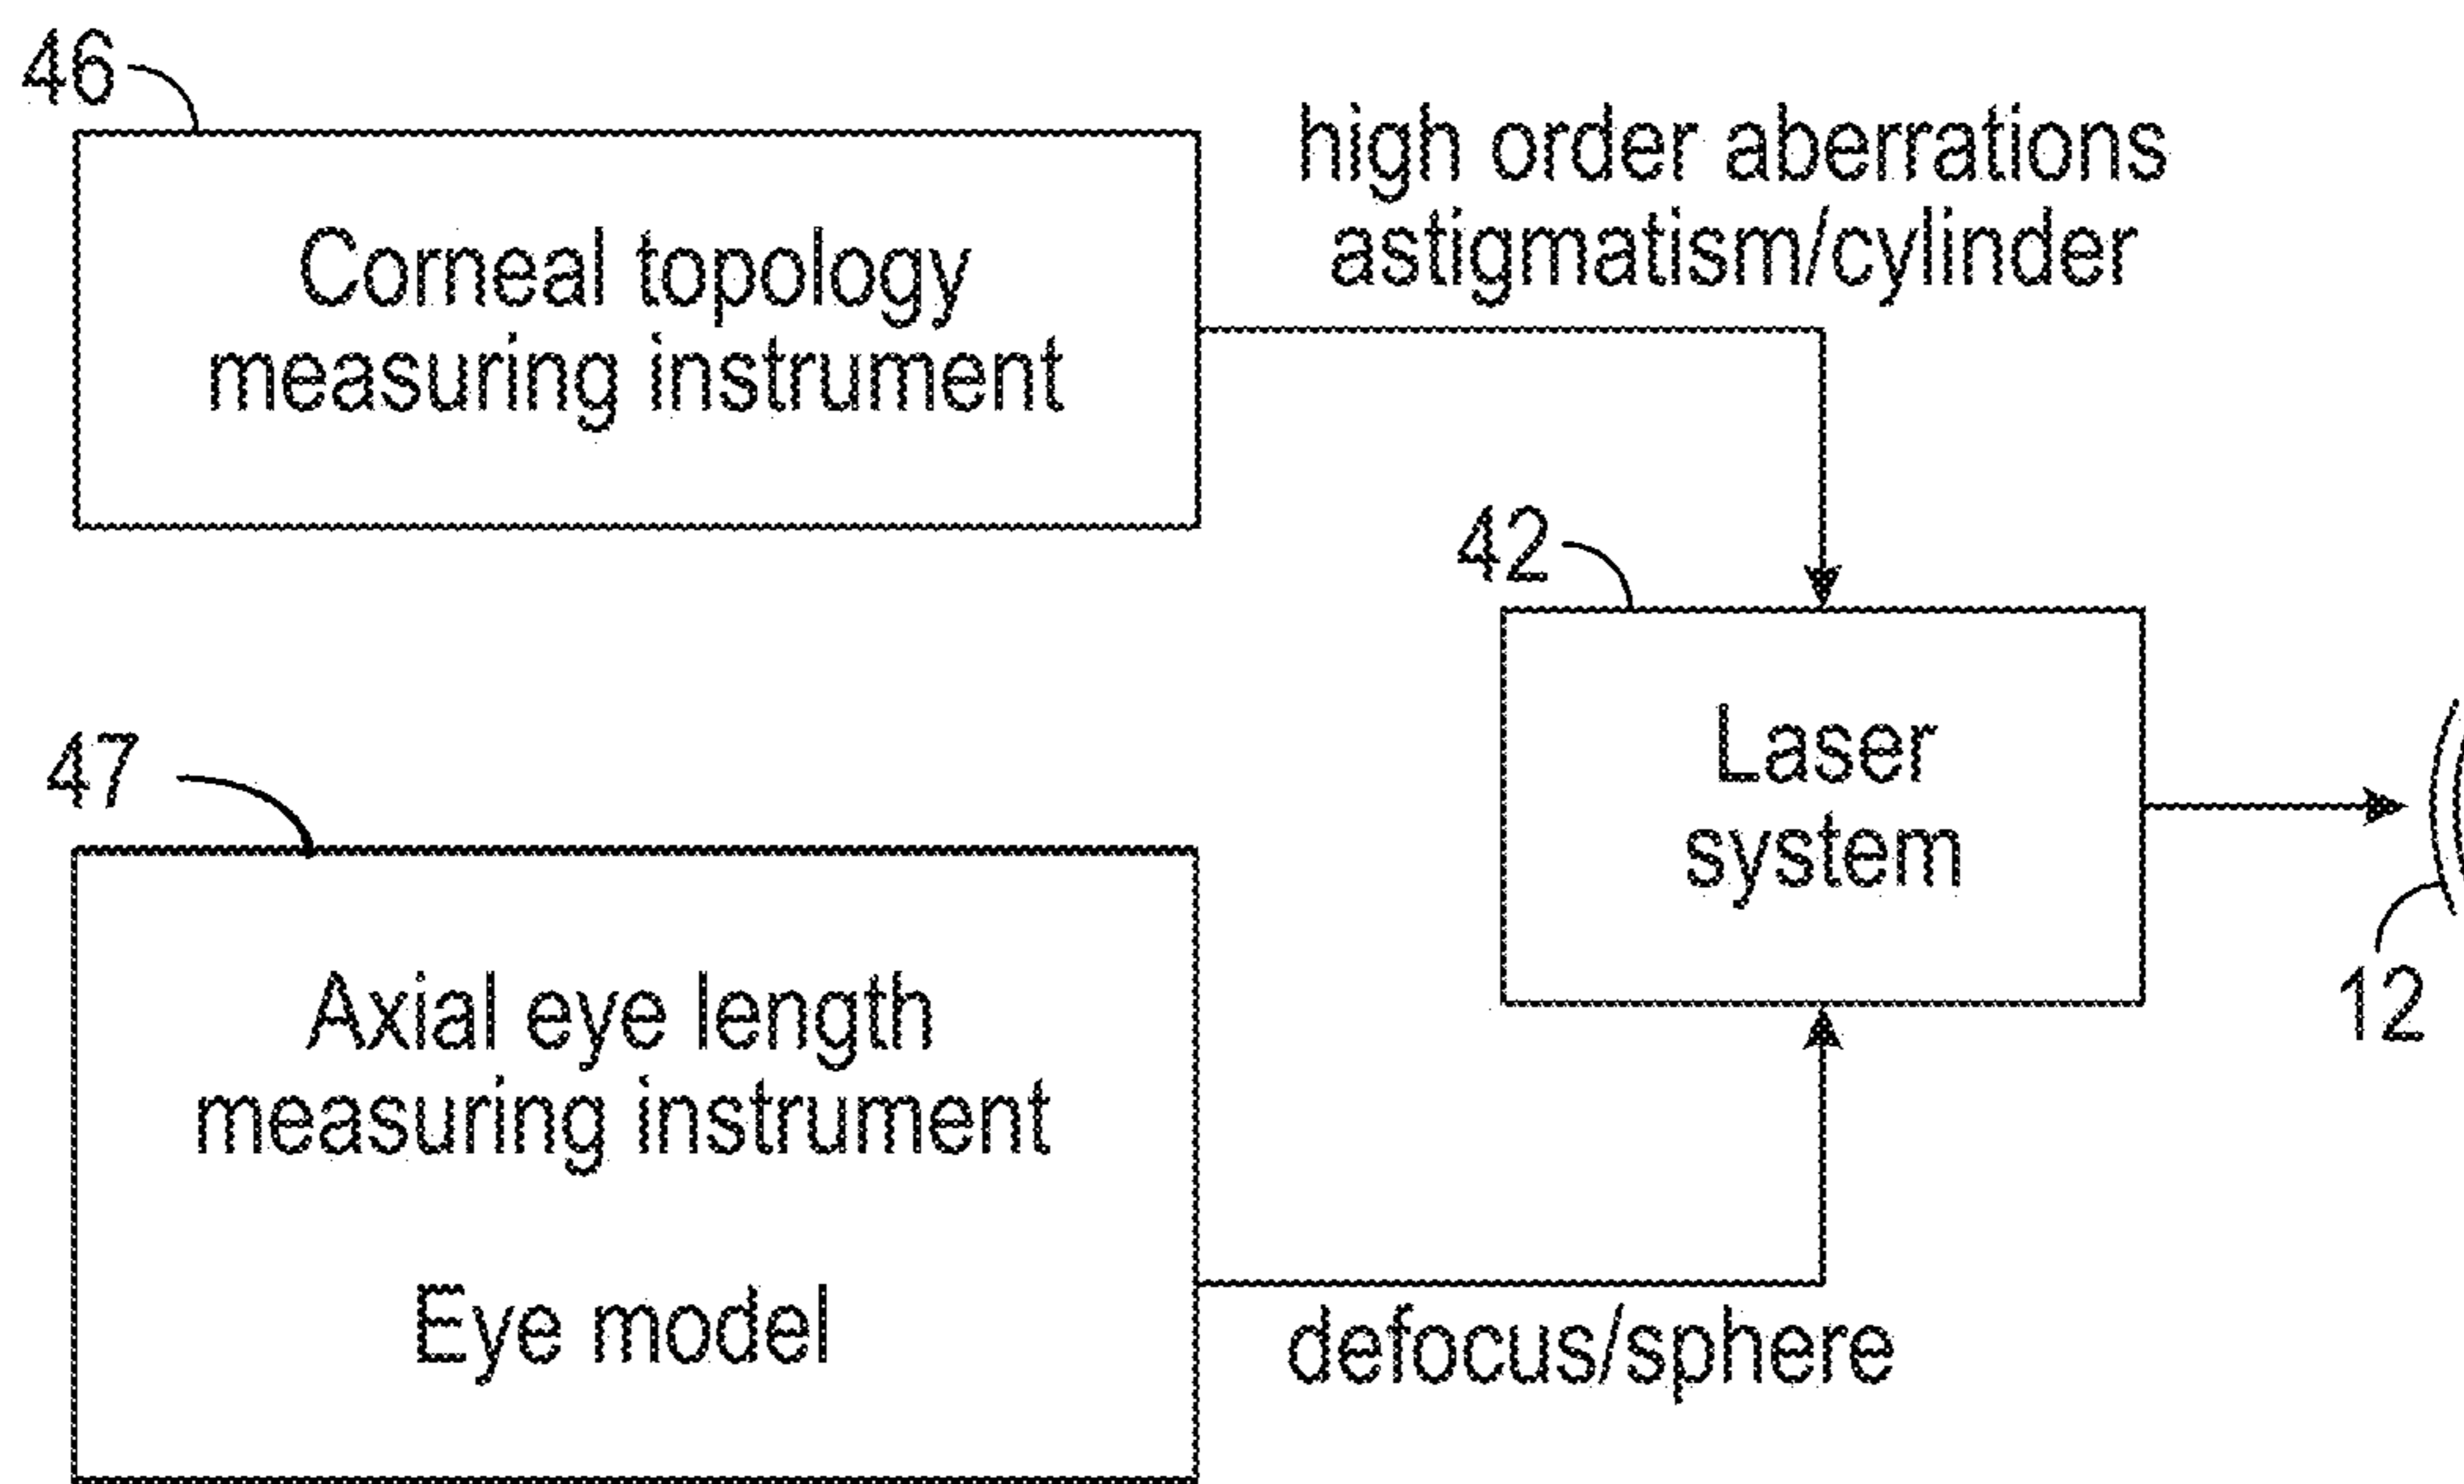 46
high order aberrations
astigmatism/cylinder
Corneal topology
measuring instrument
42
Laser
system
47
12
Axial eye length
measuring instrument
Eye model
defocus/sphere